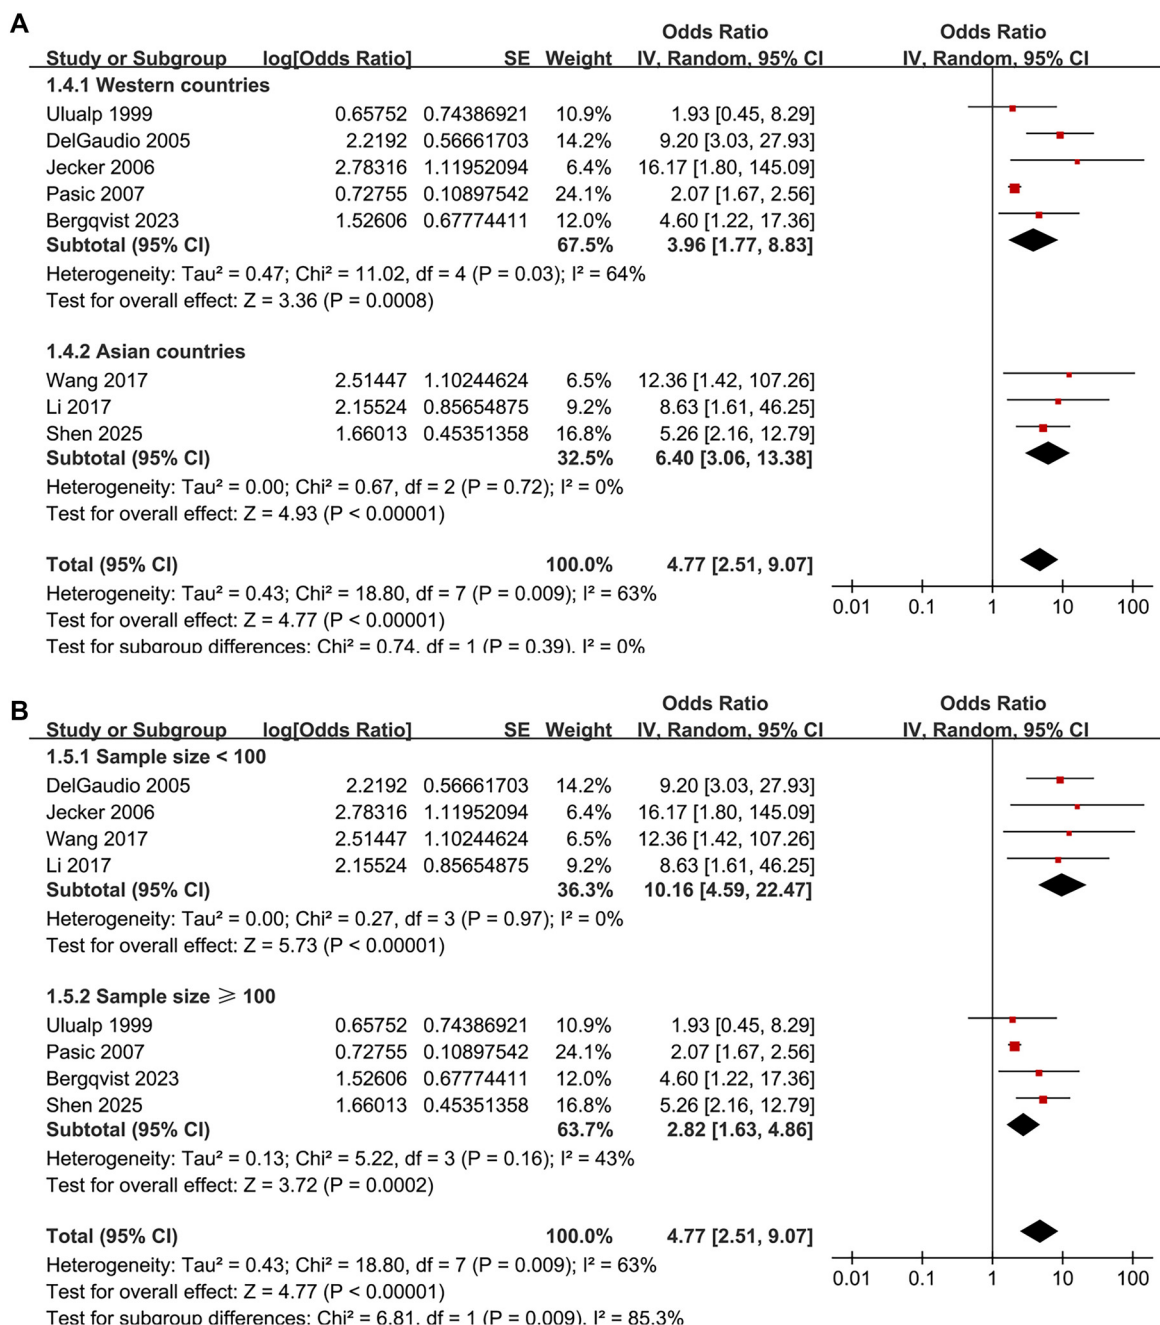 A
Odds Ratio Odds Ratio
Study or Subgroup log[Odds Ratio] SE Weight IV, Random, 95% CI IV, Random, 95% CI
1.4.1 Western countries
Ulualp 1999 0.65752 0.74386921 10.9% 1.93 [0.45, 8.29]
DelGaudio 2005 2.2192 0.56661703 14.2% 9.20 [3.03, 27.93]
Jecker 2006 2.78316 1.11952094 6.4% 16.17 [1.80, 145.09]
Pasic 2007 0.72755 0.10897542 24.1% 2.07 [1.67, 2.56]
Bergqvist 2023 1.52606 0.67774411 12.0% 4.60 [1.22, 17.36]
Subtotal (95% CI) 67.5% 3.96 [1.77, 8.83]
Heterogeneity: Tau² = 0.47; Chi² = 11.02, df = 4 (P = 0.03); I² = 64%
Test for overall effect: Z = 3.36 (P = 0.0008)
1.4.2 Asian countries
Wang 2017 2.51447 1.10244624 6.5% 12.36 [1.42, 107.26]
Li 2017 2.15524 0.85654875 9.2% 8.63 [1.61, 46.25]
Shen 2025 1.66013 0.45351358 16.8% 5.26 [2.16, 12.79]
Subtotal (95% CI) 32.5% 6.40 [3.06, 13.38]
Heterogeneity: Tau² = 0.00; Chi² = 0.67, df = 2 (P = 0.72); I² = 0%
Test for overall effect: Z = 4.93 (P < 0.00001)
Total (95% CI) 100.0% 4.77 [2.51, 9.07]
Heterogeneity: Tau² = 0.43; Chi² = 18.80, df = 7 (P = 0.009); I² = 63%
0.01 0.1 1 10 100
Test for overall effect: Z = 4.77 (P < 0.00001)
Test for subgroup differences: Chi² = 0.74, df = 1 (P = 0.39), I² = 0%
B
Odds Ratio Odds Ratio
Study or Subgroup log[Odds Ratio] SE Weight IV, Random, 95% CI IV, Random, 95% CI
1.5.1 Sample size < 100
DelGaudio 2005 2.2192 0.56661703 14.2% 9.20 [3.03, 27.93]
Jecker 2006 2.78316 1.11952094 6.4% 16.17 [1.80, 145.09]
Wang 2017 2.51447 1.10244624 6.5% 12.36 [1.42, 107.26]
Li 2017 2.15524 0.85654875 9.2% 8.63 [1.61, 46.25]
Subtotal (95% CI) 36.3% 10.16 [4.59, 22.47]
Heterogeneity: Tau² = 0.00; Chi² = 0.27, df = 3 (P = 0.97); I² = 0%
Test for overall effect: Z = 5.73 (P < 0.00001)
1.5.2 Sample size ⩾ 100
Ulualp 1999 0.65752 0.74386921 10.9% 1.93 [0.45, 8.29]
Pasic 2007 0.72755 0.10897542 24.1% 2.07 [1.67, 2.56]
Bergqvist 2023 1.52606 0.67774411 12.0% 4.60 [1.22, 17.36]
Shen 2025 1.66013 0.45351358 16.8% 5.26 [2.16, 12.79]
Subtotal (95% CI) 63.7% 2.82 [1.63, 4.86]
Heterogeneity: Tau² = 0.13; Chi² = 5.22, df = 3 (P = 0.16); I² = 43%
Test for overall effect: Z = 3.72 (P = 0.0002)
Total (95% CI) 100.0% 4.77 [2.51, 9.07]
Heterogeneity: Tau² = 0.43; Chi² = 18.80, df = 7 (P = 0.009); I² = 63%
0.01 0.1 1 10 100
Test for overall effect: Z = 4.77 (P < 0.00001)
Test for subgroup differences: Chi² = 6.81, df = 1 (P = 0.009), I² = 85.3%